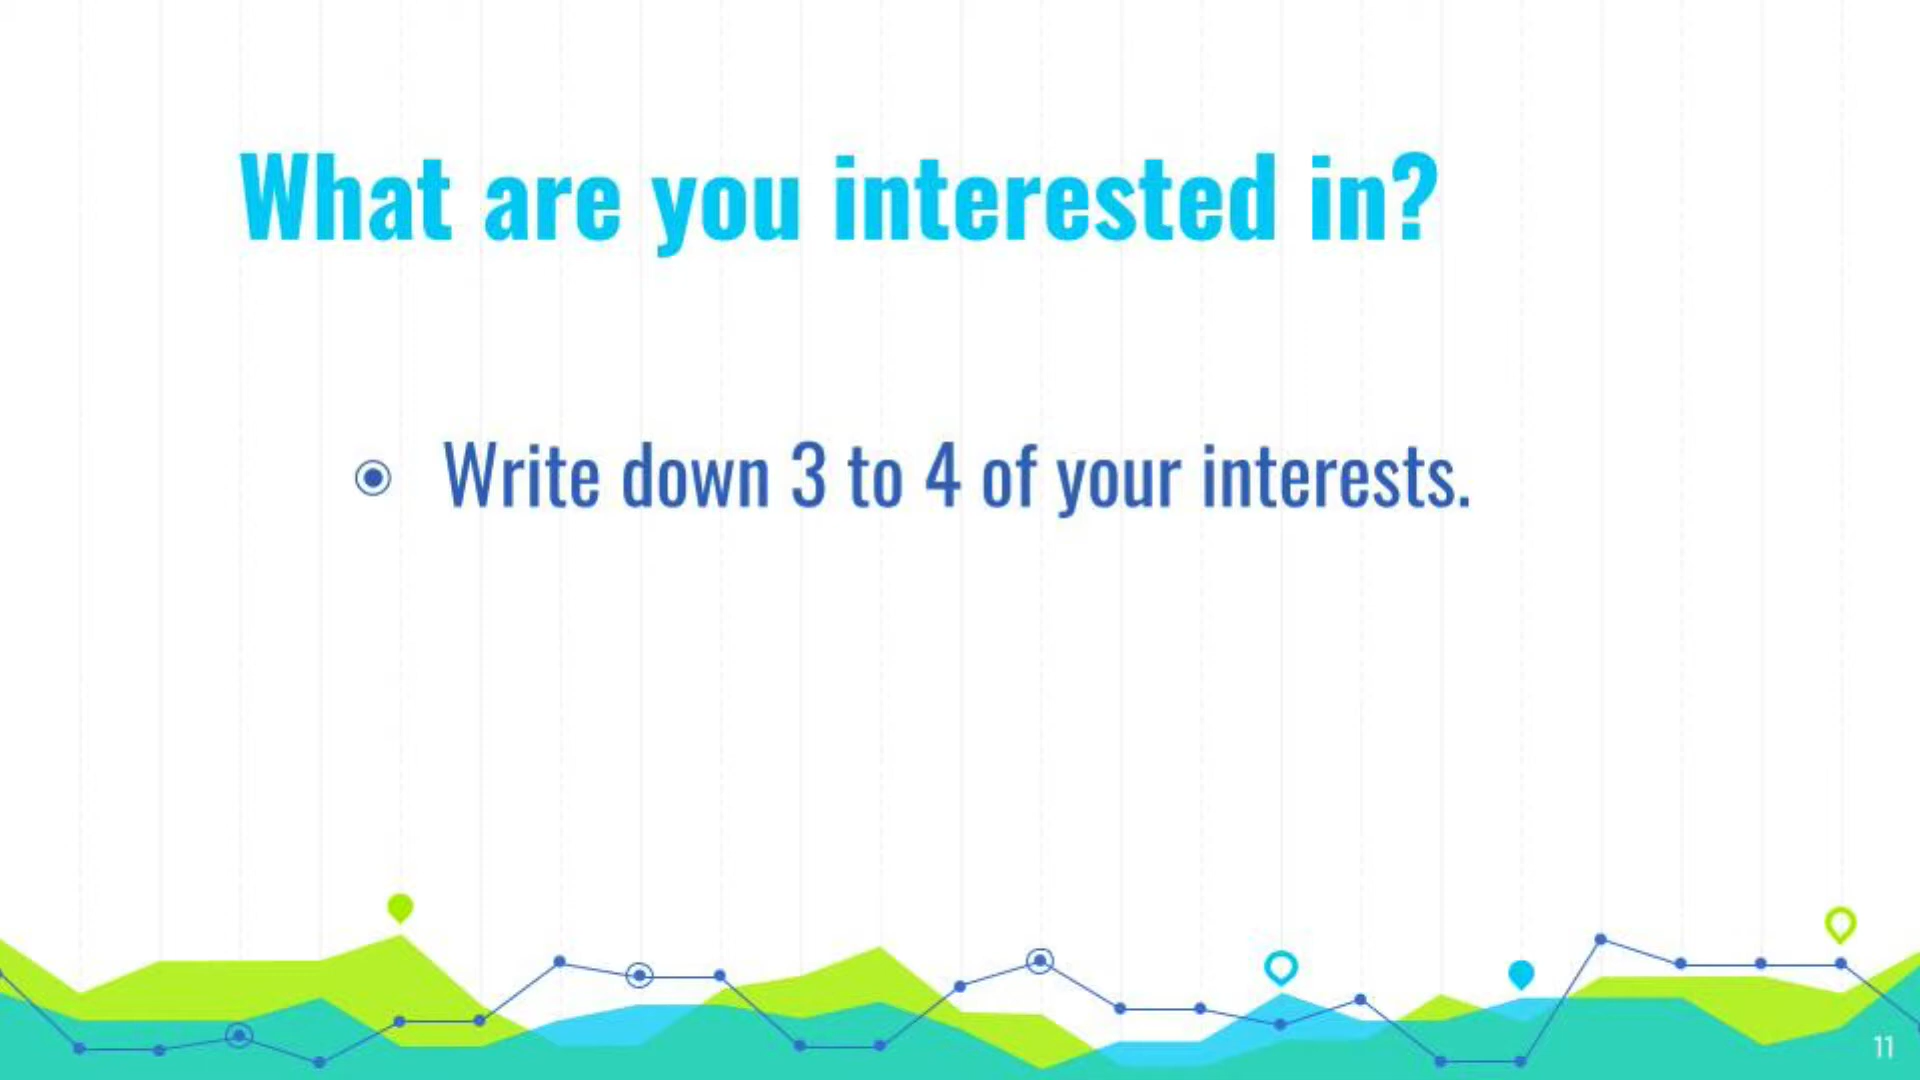 What are you interested in?
Write down 3 to 4 of your interests.
11